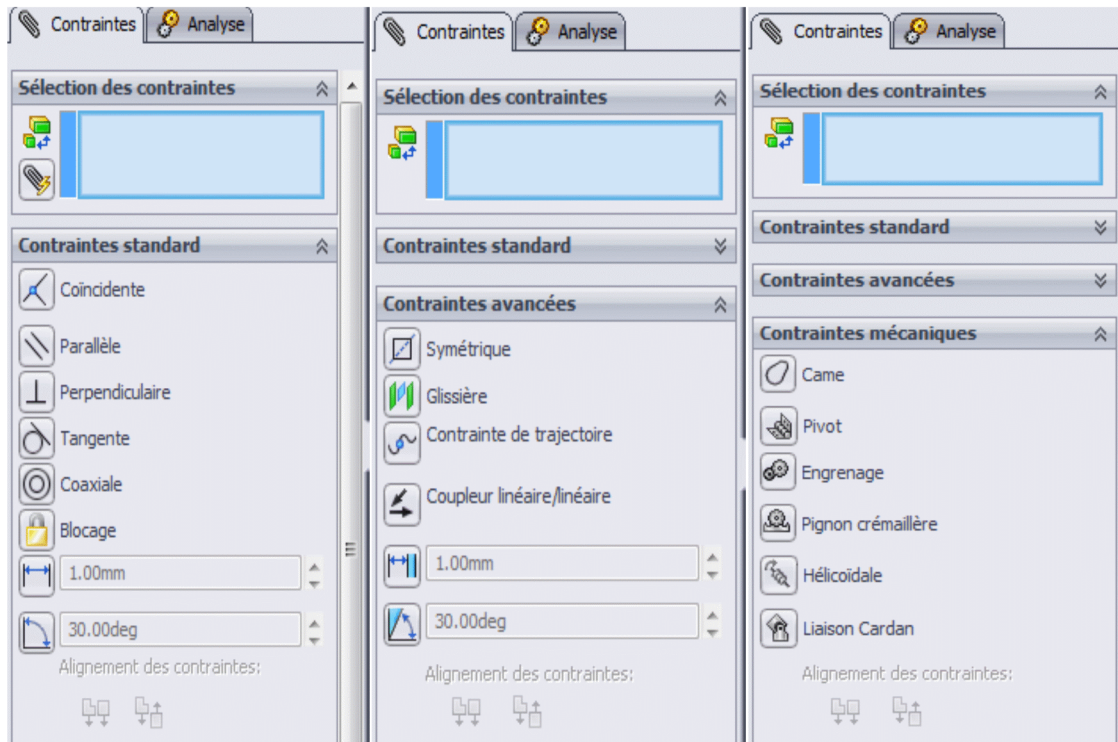 Contraintes Analyse
Sélection des contraintes
Contraintes standard
Coïncidente
Parallèle
Perpendiculaire
Tangente
Coaxiale
Blocage
1.00mm
30.00deg
Alignement des contraintes:
Contraintes Analyse
Sélection des contraintes
Contraintes standard
Contraintes avancées
Symétrique
Glissière
Contrainte de trajectoire
Coupleur linéaire/linéaire
1.00mm
30.00deg
Alignement des contraintes:
Contraintes Analyse
Sélection des contraintes
Contraintes standard
Contraintes avancées
Contraintes mécaniques
Came
Pivot
Engrenage
Pignon crémaillère
Hélicoïdale
Liaison Cardan
Alignement des contraintes: